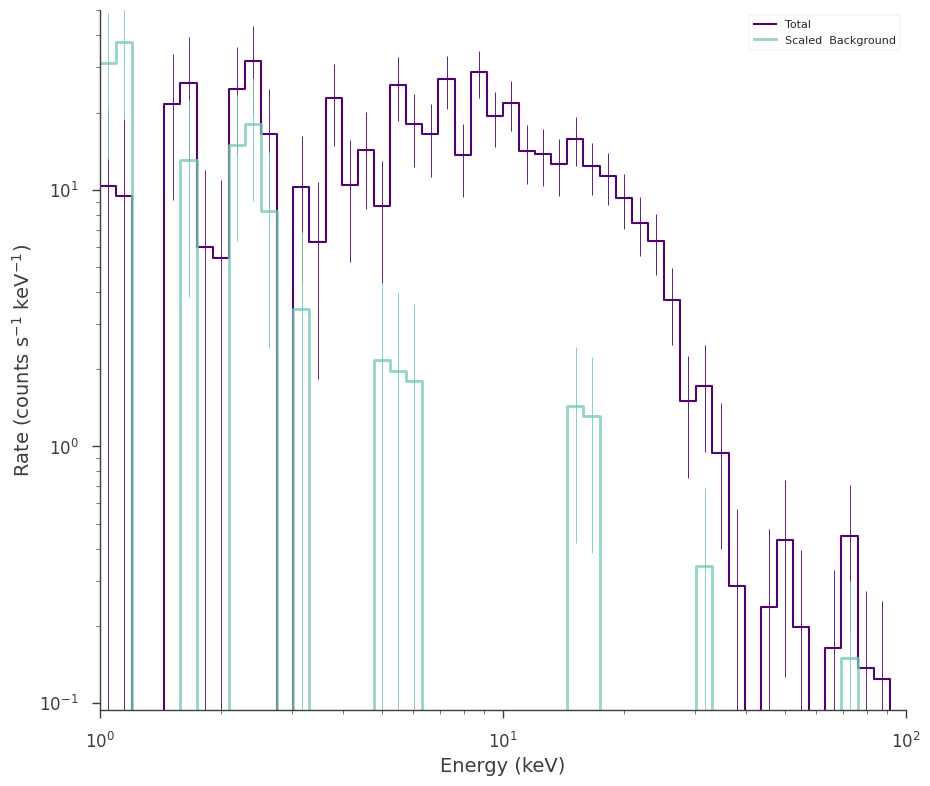 Total
Scaled  Background
Rate (counts s⁻¹ keV⁻¹)
10¹
10⁰
10⁻¹
10⁰ 10¹ 10²
Energy (keV)